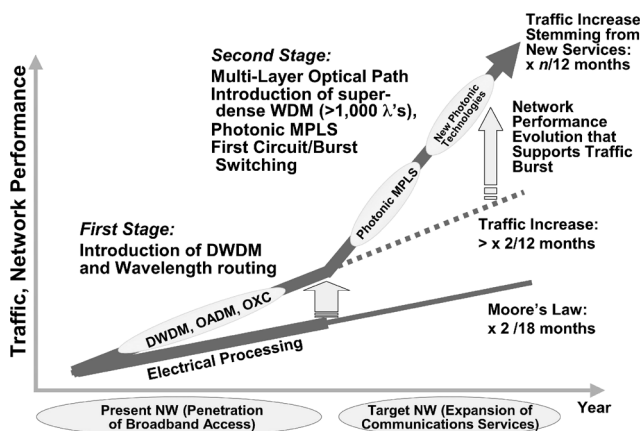 Traffic, Network Performance
Second Stage:
Multi-Layer Optical Path
Introduction of super-
dense WDM (>1,000 λ's),
Photonic MPLS
First Circuit/Burst
Switching
Traffic Increase
Stemming from
New Services:
x n/12 months
New Photonic
Technologies
Photonic MPLS
Network
Performance
Evolution that
Supports Traffic
Burst
First Stage:
Introduction of DWDM
and Wavelength routing
Traffic Increase:
> x 2/12 months
DWDM, OADM, OXC
Electrical Processing
Moore's Law:
x 2 /18 months
Year
Present NW (Penetration
of Broadband Access)
Target NW (Expansion of
Communications Services)